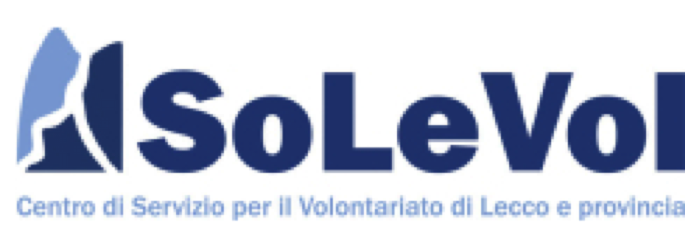 SoLeVol
Centro di Servizio per il Volontariato di Lecco e provincia